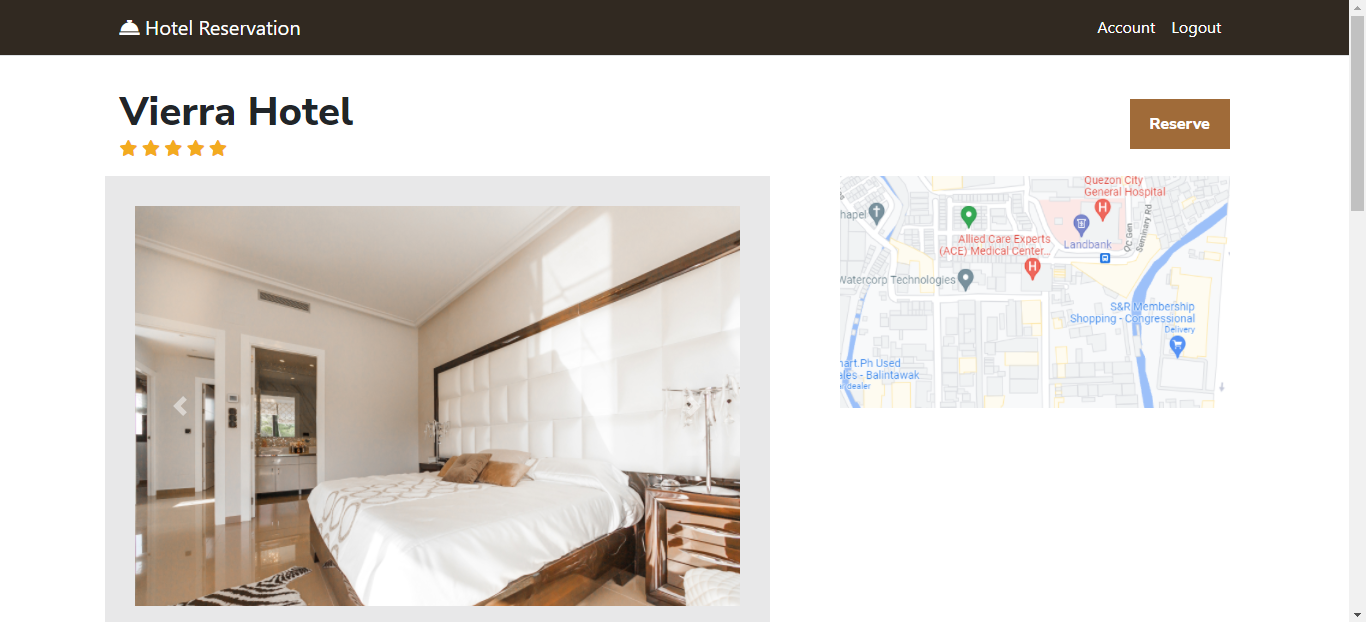 Hotel Reservation
Account
Logout
Vierra Hotel
Reserve
Quezon City
General Hospital
hapel
Allied Care Experts
(ACE) Medical Center...
Landbank
QC Gen
Seminary Rd
Watercorp Technologies
S&R Membership
Shopping - Congressional
Delivery
mart.Ph Used
ales - Balintawak
dealer